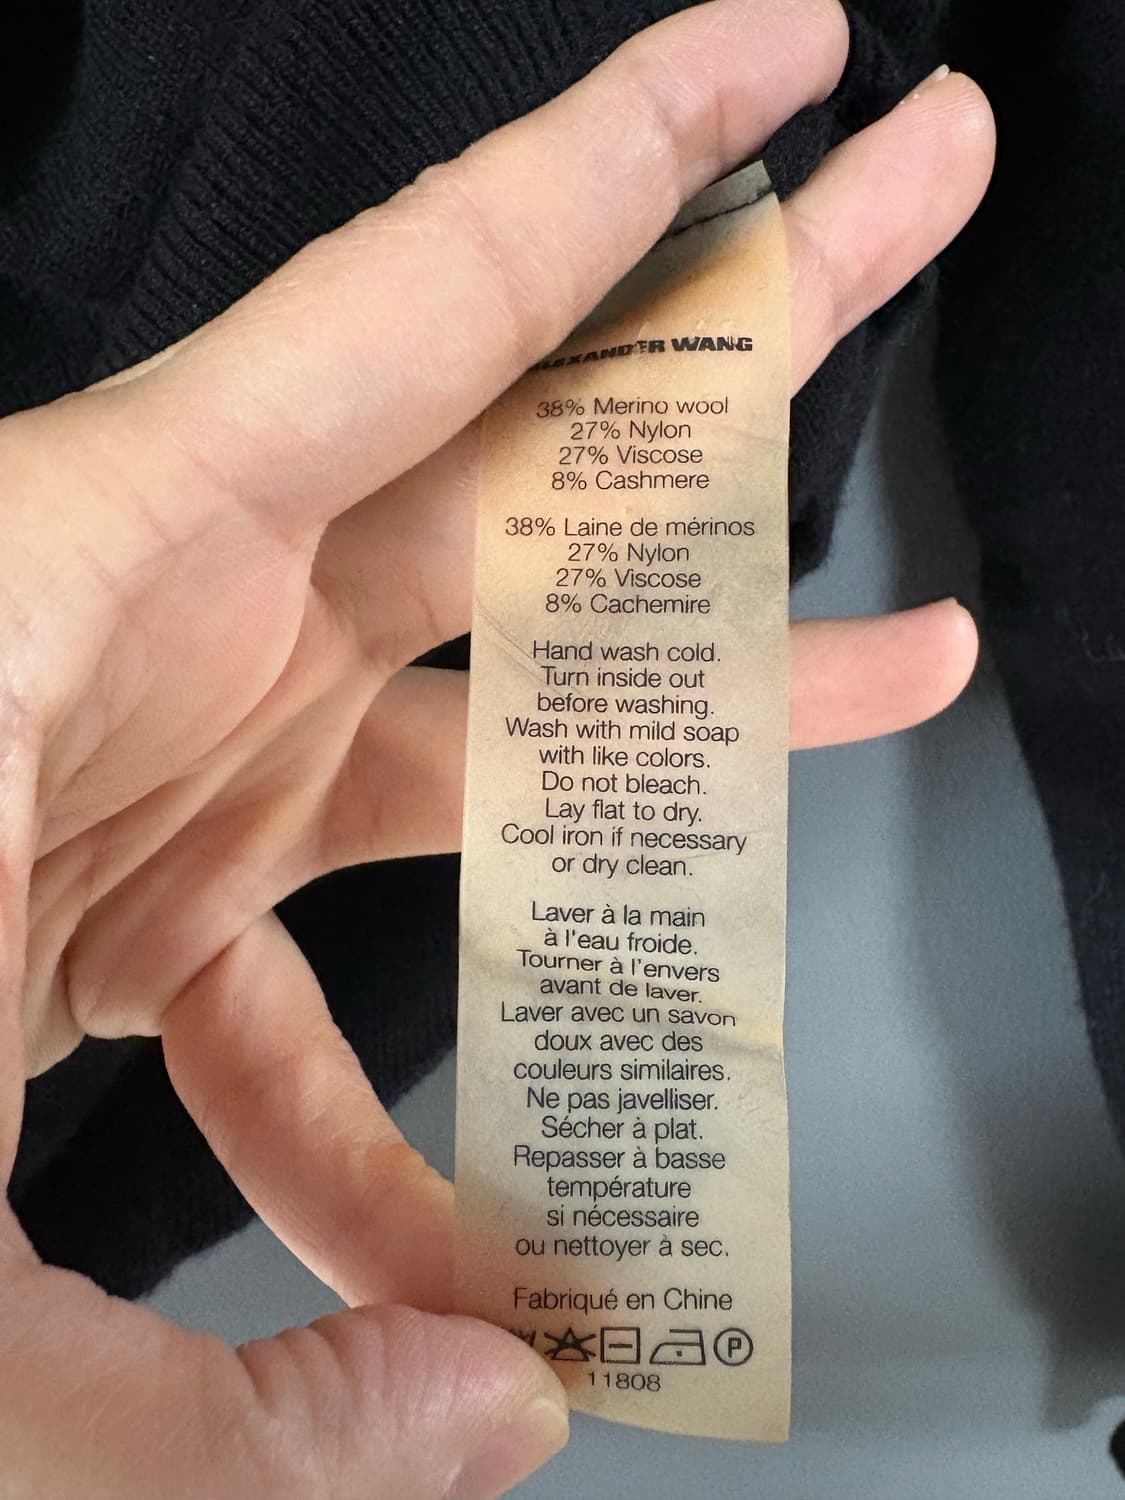 ALEXANDER WANG
38% Merino wool
27% Nylon
27% Viscose
8% Cashmere
38% Laine de mérinos
27% Nylon
27% Viscose
8% Cachemire
Hand wash cold.
Turn inside out
before washing.
Wash with mild soap
with like colors.
Do not bleach.
Lay flat to dry.
Cool iron if necessary
or dry clean.
Laver à la main
à l'eau froide.
Tourner à l'envers
avant de laver.
Laver avec un savon
doux avec des
couleurs similaires.
Ne pas javelliser.
Sécher à plat.
Repasser à basse
température
si nécessaire
ou nettoyer à sec.
Fabriqué en Chine
P
11808